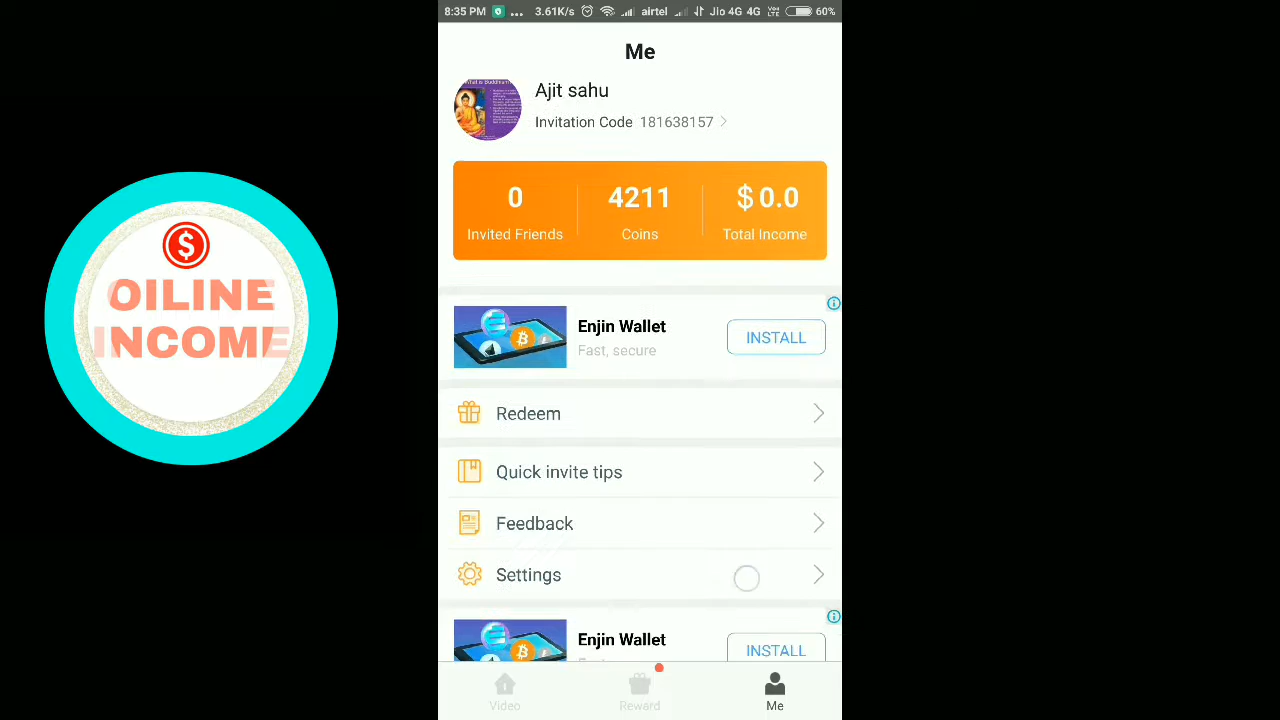 8:35 PM ... 3.61K/s airtel Jio 4G 4G VoLTE 60%
Me
Ajit sahu
Invitation Code 181638157
0 4211 $ 0.0
Invited Friends Coins Total Income
Enjin Wallet
Fast, secure
INSTALL
Redeem
Quick invite tips
Feedback
Settings
Enjin Wallet
INSTALL
Video Reward Me
$
OILINE
INCOME